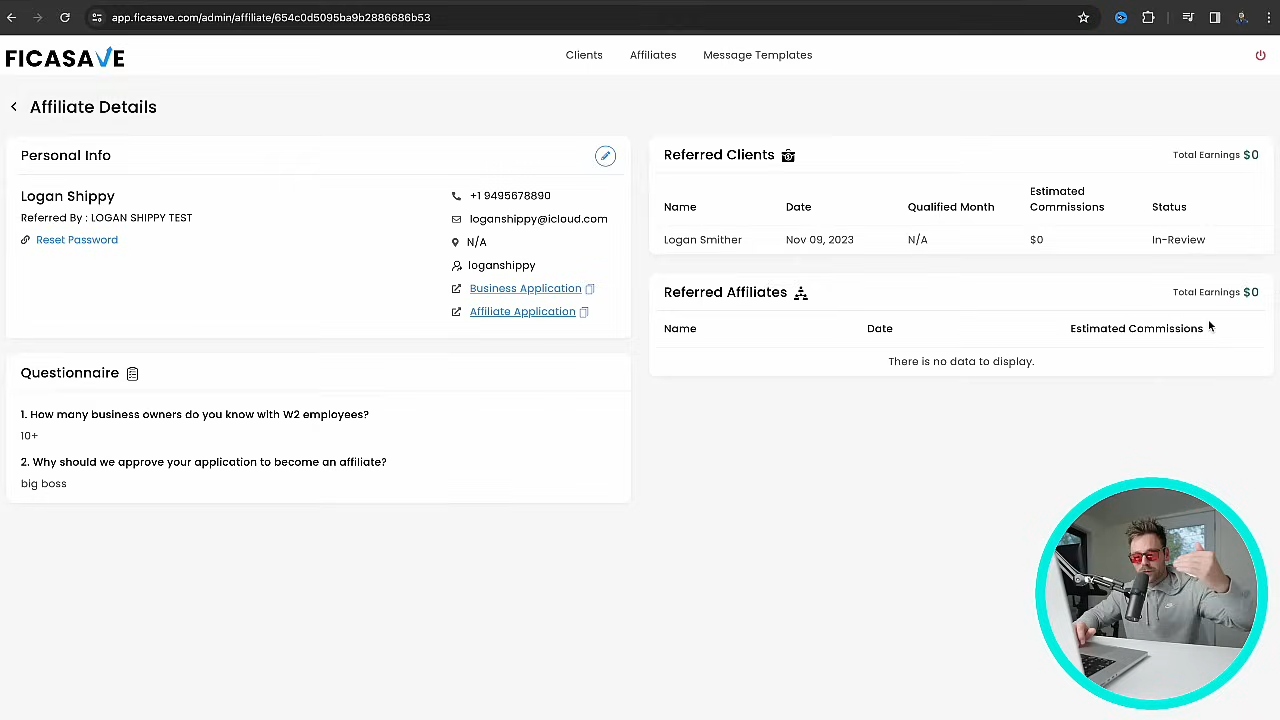 app.ficasave.com/admin/affiliate/654c0d5095ba9b2886686b53
FICASAVE
Clients
Affiliates
Message Templates
Affiliate Details
Personal Info
Logan Shippy
Referred By : LOGAN SHIPPY TEST
Reset Password
+1 9495678890
loganshippy@icloud.com
N/A
loganshippy
Business Application
Affiliate Application
Questionnaire
1. How many business owners do you know with W2 employees?
10+
2. Why should we approve your application to become an affiliate?
big boss
Referred Clients
Total Earnings $0
Name Date Qualified Month Estimated Commissions Status
Logan Smither Nov 09, 2023 N/A $0 In-Review
Referred Affiliates
Total Earnings $0
Name Date Estimated Commissions
There is no data to display.